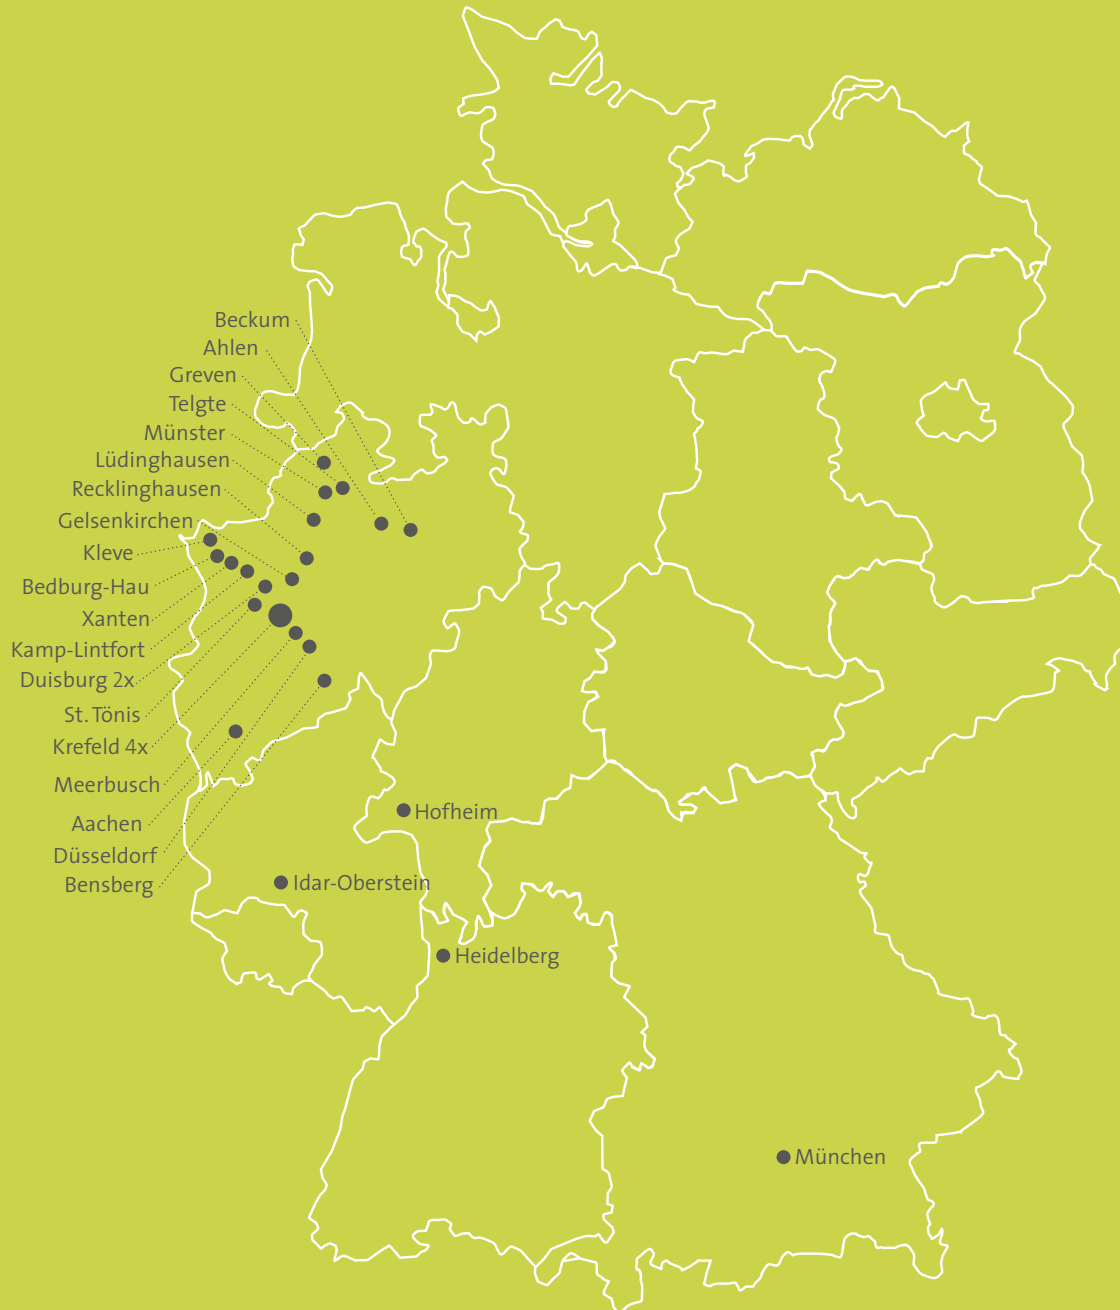 Beckum
Ahlen
Greven
Telgte
Münster
Lüdinghausen
Recklinghausen
Gelsenkirchen
Kleve
Bedburg-Hau
Xanten
Kamp-Lintfort
Duisburg 2x
St. Tönis
Krefeld 4x
Meerbusch
Aachen
Düsseldorf
Bensberg
Hofheim
Idar-Oberstein
Heidelberg
München